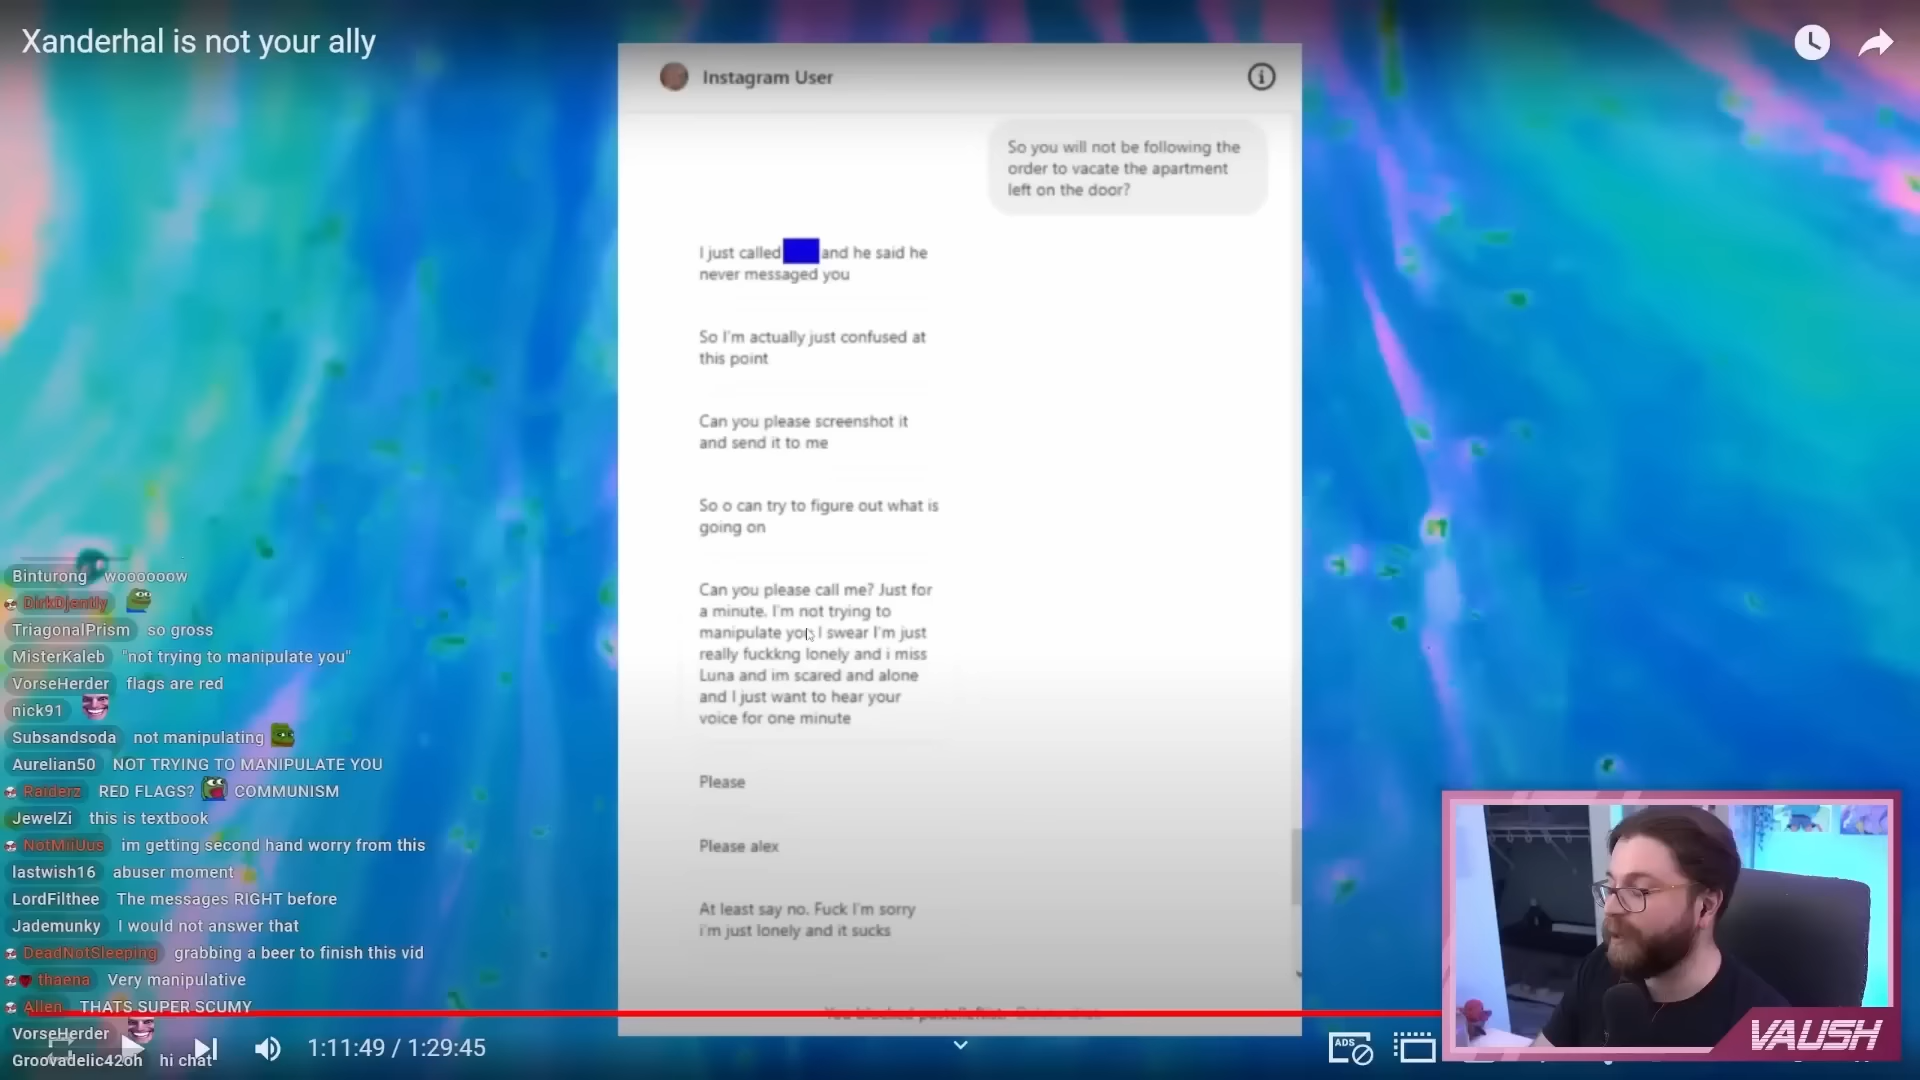 Xanderhal is not your ally
Instagram User
So you will not be following the
order to vacate the apartment
left on the door?
I just called and he said he
never messaged you
So I'm actually just confused at
this point
Can you please screenshot it
and send it to me
So o can try to figure out what is
going on
Can you please call me? Just for
a minute. I'm not trying to
manipulate you I swear I'm just
really fuckkng lonely and i miss
Luna and im scared and alone
and I just want to hear your
voice for one minute
Please
Please alex
At least say no. Fuck I'm sorry
i'm just lonely and it sucks
Binturong woooooow
DirkDjently
TriagonalPrism so gross
MisterKaleb "not trying to manipulate you"
VorseHerder flags are red
nick91
Subsandsoda not manipulating
Aurelian50 NOT TRYING TO MANIPULATE YOU
Raiderz RED FLAGS? COMMUNISM
JewelZi this is textbook
NotMiiUus im getting second hand worry from this
lastwish16 abuser moment
LordFilthee The messages RIGHT before
Jademunky I would not answer that
DeadNotSleeping grabbing a beer to finish this vid
thaena Very manipulative
Allen THATS SUPER SCUMY
VorseHerder
Groovadelic42oh hi chat
1:11:49 / 1:29:45
ADS
VAUSH